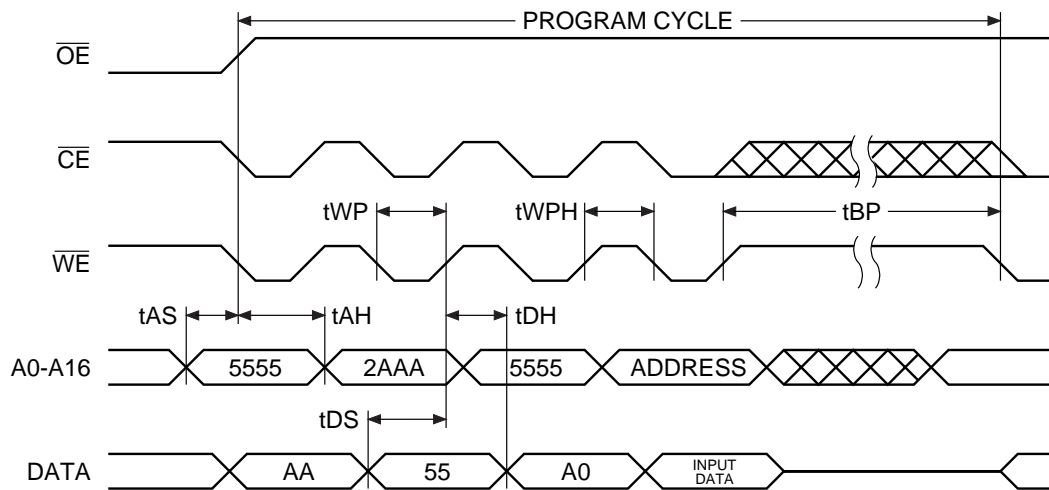 PROGRAM CYCLE
OE
CE
tWP tWPH tBP
WE
tAS tAH tDH
A0-A16 5555 2AAA 5555 ADDRESS
tDS
DATA AA 55 A0 INPUT
DATA